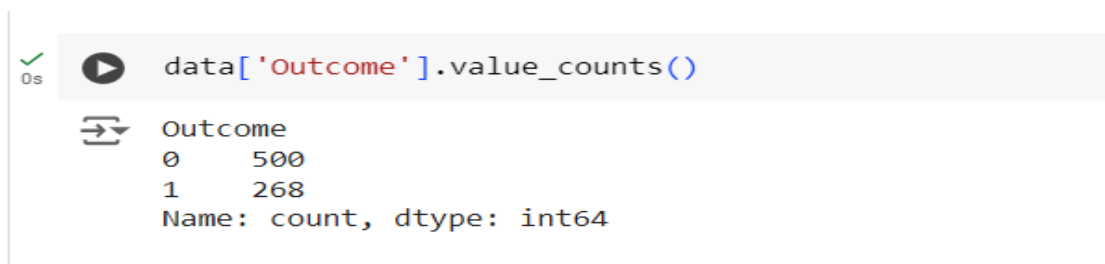 data['Outcome'].value_counts()
0s
Outcome
0    500
1    268
Name: count, dtype: int64